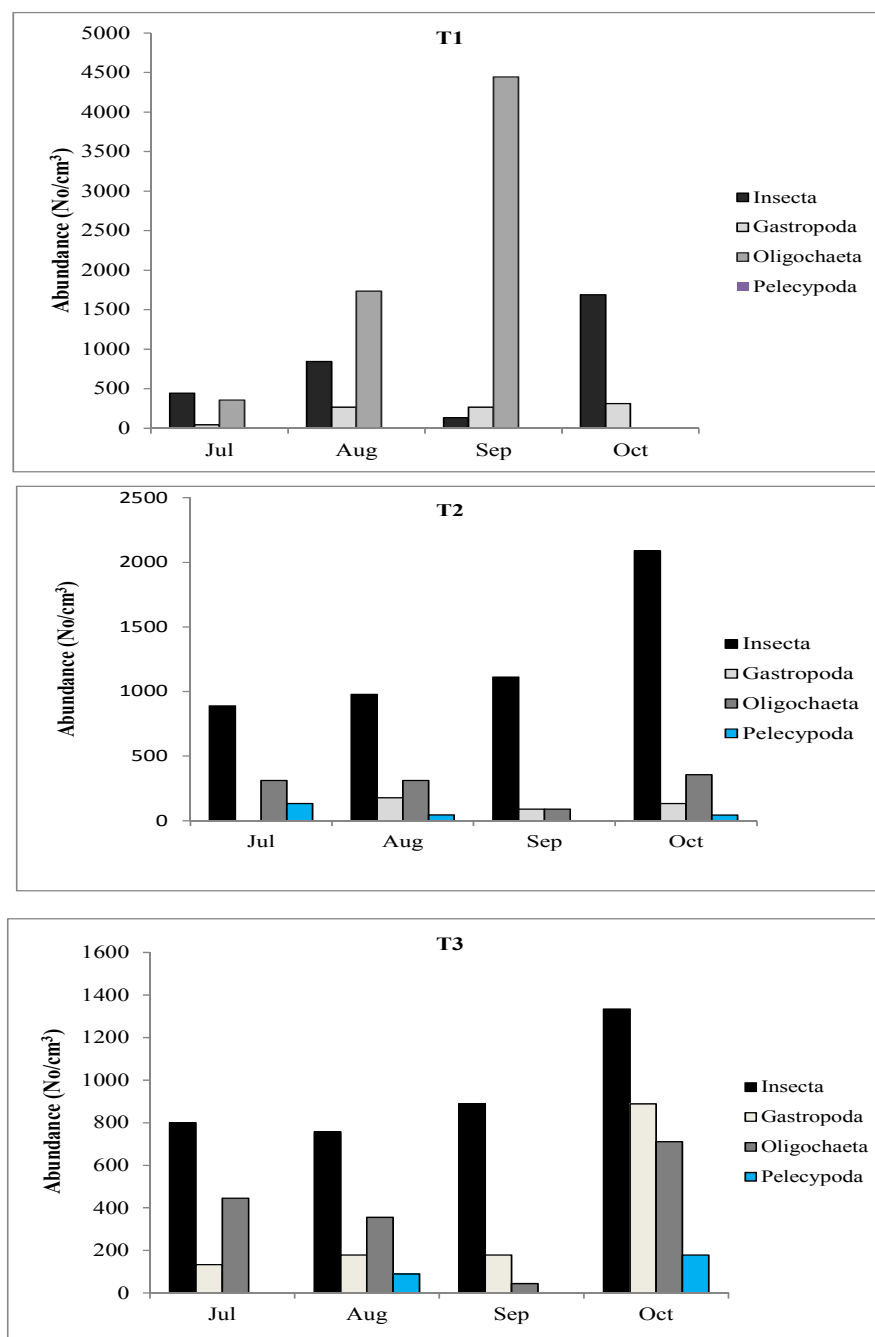 T1
5000
4500
4000
3500
3000
2500
2000
1500
1000
500
0
Abundance (No/cm³)
Jul Aug Sep Oct
Insecta
Gastropoda
Oligochaeta
Pelecypoda
T2
2500
2000
1500
1000
500
0
Abundance (No/cm³)
Jul Aug Sep Oct
Insecta
Gastropoda
Oligochaeta
Pelecypoda
T3
1600
1400
1200
1000
800
600
400
200
0
Abundance (No/cm³)
Jul Aug Sep Oct
Insecta
Gastropoda
Oligochaeta
Pelecypoda